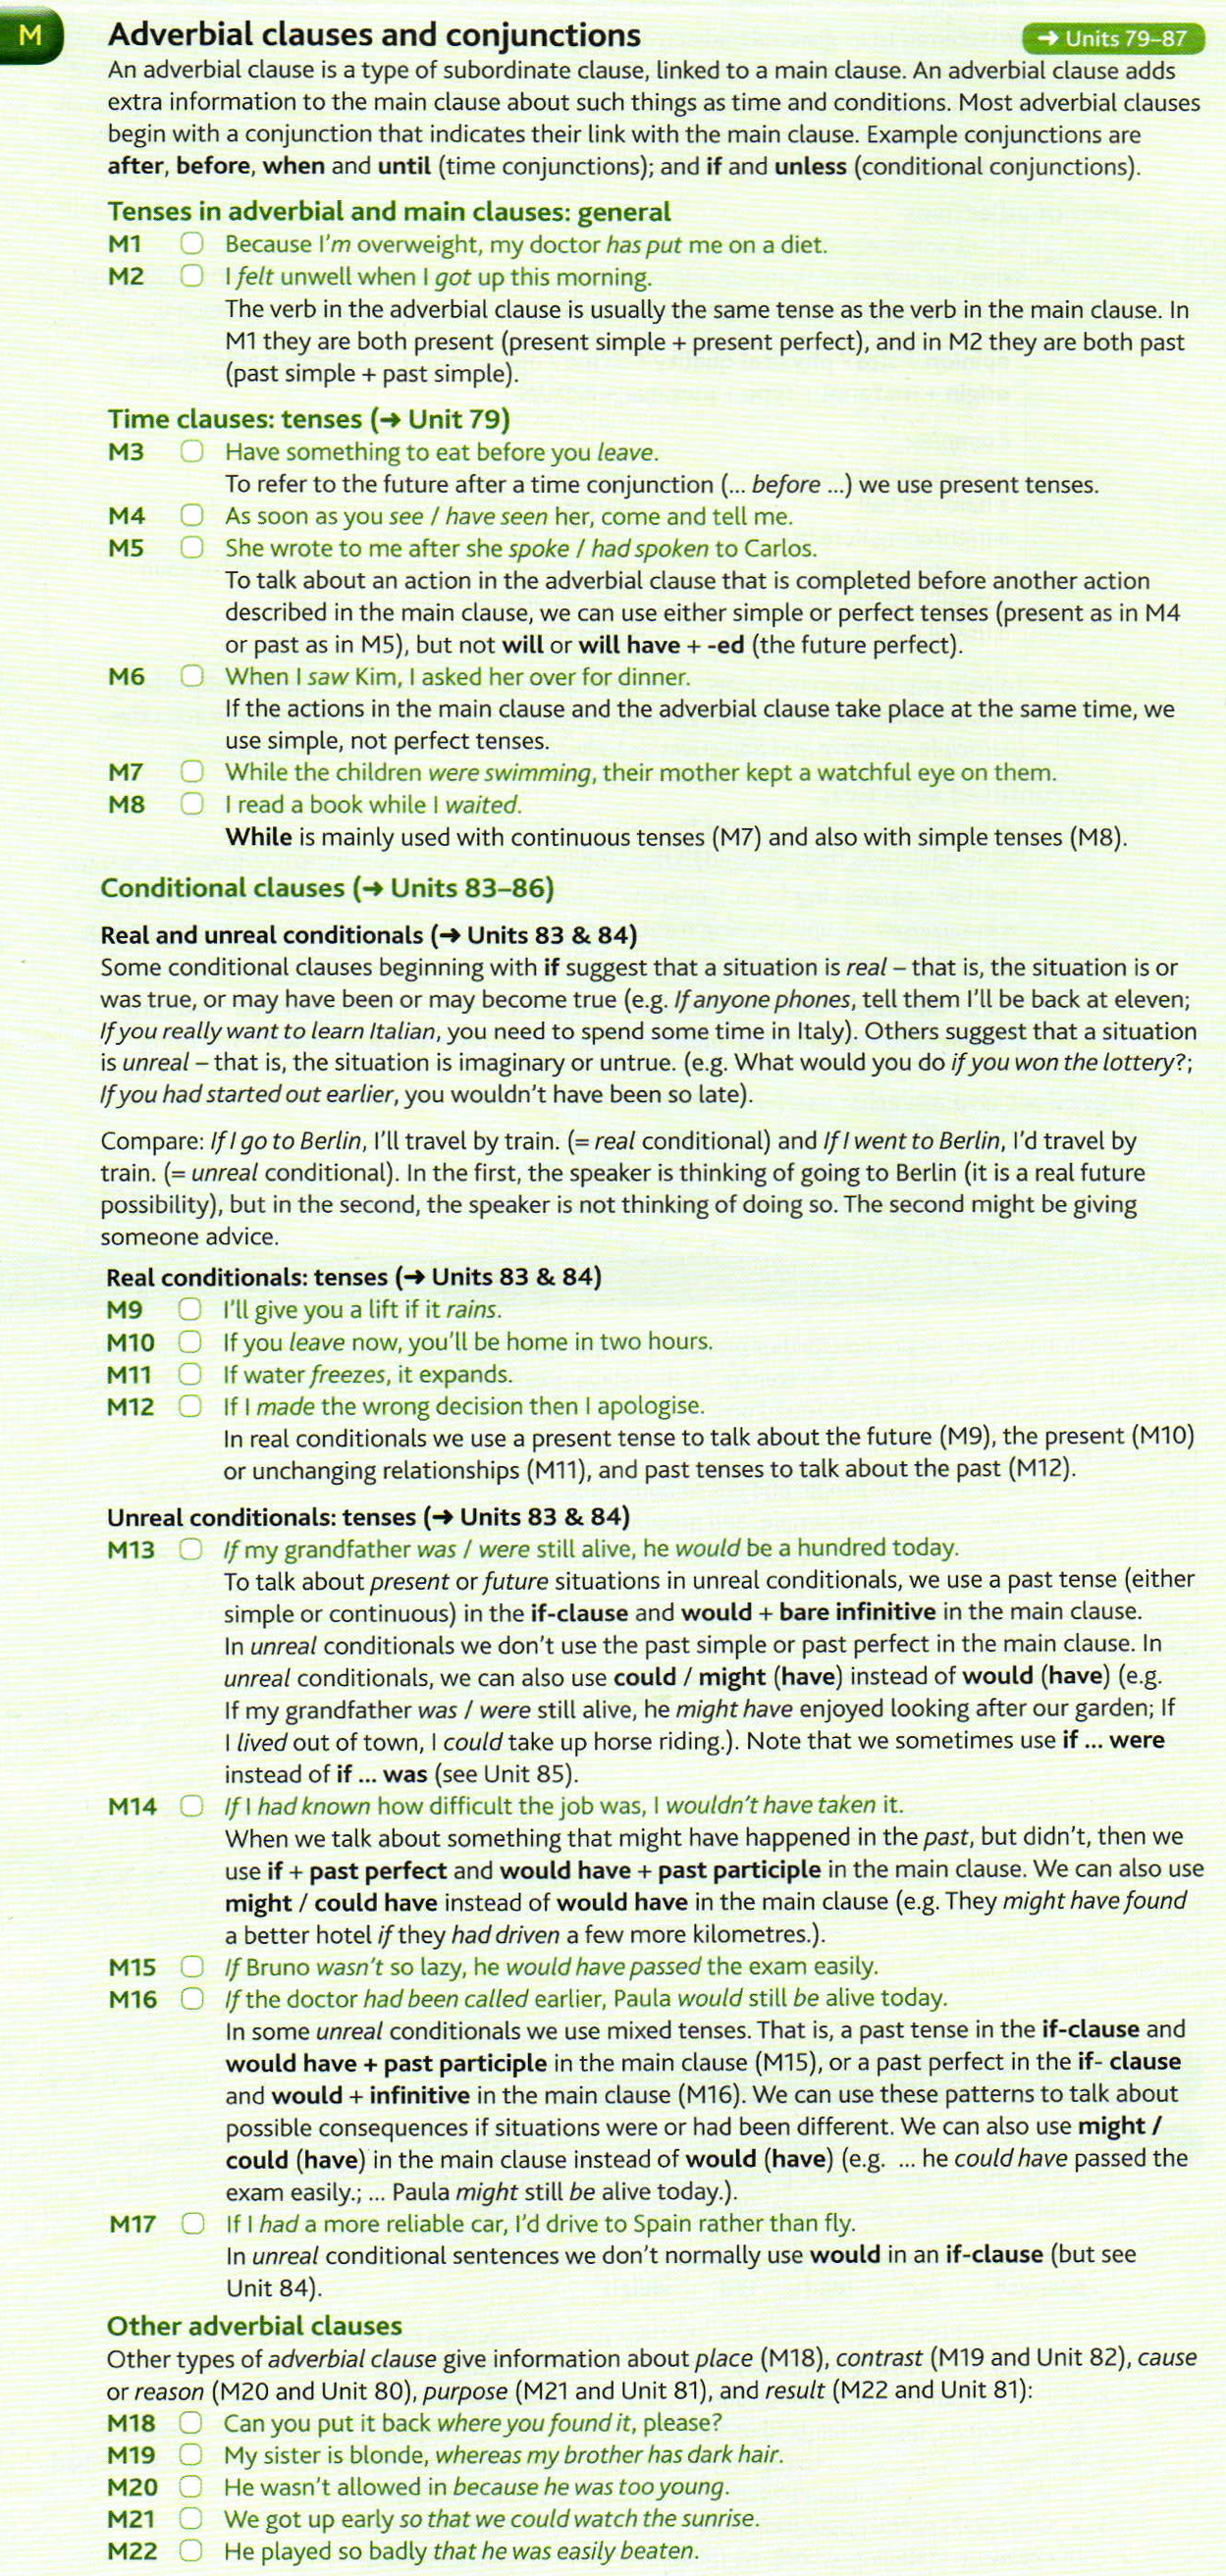 M
Adverbial clauses and conjunctions
→ Units 79–87
An adverbial clause is a type of subordinate clause, linked to a main clause. An adverbial clause adds
extra information to the main clause about such things as time and conditions. Most adverbial clauses
begin with a conjunction that indicates their link with the main clause. Example conjunctions are
after, before, when and until (time conjunctions); and if and unless (conditional conjunctions).
Tenses in adverbial and main clauses: general
M1 Because I'm overweight, my doctor has put me on a diet.
M2 I felt unwell when I got up this morning.
The verb in the adverbial clause is usually the same tense as the verb in the main clause. In
M1 they are both present (present simple + present perfect), and in M2 they are both past
(past simple + past simple).
Time clauses: tenses (→ Unit 79)
M3 Have something to eat before you leave.
To refer to the future after a time conjunction (... before ...) we use present tenses.
M4 As soon as you see / have seen her, come and tell me.
M5 She wrote to me after she spoke / had spoken to Carlos.
To talk about an action in the adverbial clause that is completed before another action
described in the main clause, we can use either simple or perfect tenses (present as in M4
or past as in M5), but not will or will have + -ed (the future perfect).
M6 When I saw Kim, I asked her over for dinner.
If the actions in the main clause and the adverbial clause take place at the same time, we
use simple, not perfect tenses.
M7 While the children were swimming, their mother kept a watchful eye on them.
M8 I read a book while I waited.
While is mainly used with continuous tenses (M7) and also with simple tenses (M8).
Conditional clauses (→ Units 83–86)
Real and unreal conditionals (→ Units 83 & 84)
Some conditional clauses beginning with if suggest that a situation is real – that is, the situation is or
was true, or may have been or may become true (e.g. If anyone phones, tell them I'll be back at eleven;
If you really want to learn Italian, you need to spend some time in Italy). Others suggest that a situation
is unreal – that is, the situation is imaginary or untrue. (e.g. What would you do if you won the lottery?;
If you had started out earlier, you wouldn't have been so late).
Compare: If I go to Berlin, I'll travel by train. (= real conditional) and If I went to Berlin, I'd travel by
train. (= unreal conditional). In the first, the speaker is thinking of going to Berlin (it is a real future
possibility), but in the second, the speaker is not thinking of doing so. The second might be giving
someone advice.
Real conditionals: tenses (→ Units 83 & 84)
M9 I'll give you a lift if it rains.
M10 If you leave now, you'll be home in two hours.
M11 If water freezes, it expands.
M12 If I made the wrong decision then I apologise.
In real conditionals we use a present tense to talk about the future (M9), the present (M10)
or unchanging relationships (M11), and past tenses to talk about the past (M12).
Unreal conditionals: tenses (→ Units 83 & 84)
M13 If my grandfather was / were still alive, he would be a hundred today.
To talk about present or future situations in unreal conditionals, we use a past tense (either
simple or continuous) in the if-clause and would + bare infinitive in the main clause.
In unreal conditionals we don't use the past simple or past perfect in the main clause. In
unreal conditionals, we can also use could / might (have) instead of would (have) (e.g.
If my grandfather was / were still alive, he might have enjoyed looking after our garden; If
I lived out of town, I could take up horse riding.). Note that we sometimes use if ... were
instead of if ... was (see Unit 85).
M14 If I had known how difficult the job was, I wouldn't have taken it.
When we talk about something that might have happened in the past, but didn't, then we
use if + past perfect and would have + past participle in the main clause. We can also use
might / could have instead of would have in the main clause (e.g. They might have found
a better hotel if they had driven a few more kilometres.).
M15 If Bruno wasn't so lazy, he would have passed the exam easily.
M16 If the doctor had been called earlier, Paula would still be alive today.
In some unreal conditionals we use mixed tenses. That is, a past tense in the if-clause and
would have + past participle in the main clause (M15), or a past perfect in the if- clause
and would + infinitive in the main clause (M16). We can use these patterns to talk about
possible consequences if situations were or had been different. We can also use might /
could (have) in the main clause instead of would (have) (e.g. ... he could have passed the
exam easily.; ... Paula might still be alive today.).
M17 If I had a more reliable car, I'd drive to Spain rather than fly.
In unreal conditional sentences we don't normally use would in an if-clause (but see
Unit 84).
Other adverbial clauses
Other types of adverbial clause give information about place (M18), contrast (M19 and Unit 82), cause
or reason (M20 and Unit 80), purpose (M21 and Unit 81), and result (M22 and Unit 81):
M18 Can you put it back where you found it, please?
M19 My sister is blonde, whereas my brother has dark hair.
M20 He wasn't allowed in because he was too young.
M21 We got up early so that we could watch the sunrise.
M22 He played so badly that he was easily beaten.